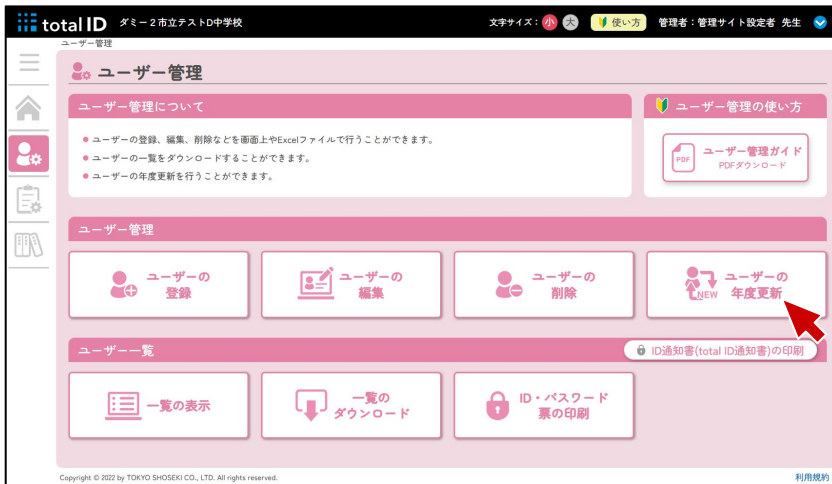 total ID ダミー2市立テストD中学校 文字サイズ: 小 大 使い方 管理者:管理サイト設定者 先生
ユーザー管理
ユーザー管理
ユーザー管理について
● ユーザーの登録、編集、削除などを画面上やExcelファイルで行うことができます。
● ユーザーの一覧をダウンロードすることができます。
● ユーザーの年度更新を行うことができます。
ユーザー管理の使い方
PDF
ユーザー管理ガイド
PDFダウンロード
ユーザー管理
ユーザーの
登録
ユーザーの
編集
ユーザーの
削除
NEW
ユーザーの
年度更新
ユーザー一覧
ID通知書(total ID通知書)の印刷
一覧の表示
一覧の
ダウンロード
ID・パスワード
票の印刷
Copyright © 2022 by TOKYO SHOSEKI CO., LTD. All rights reserved.
利用規約